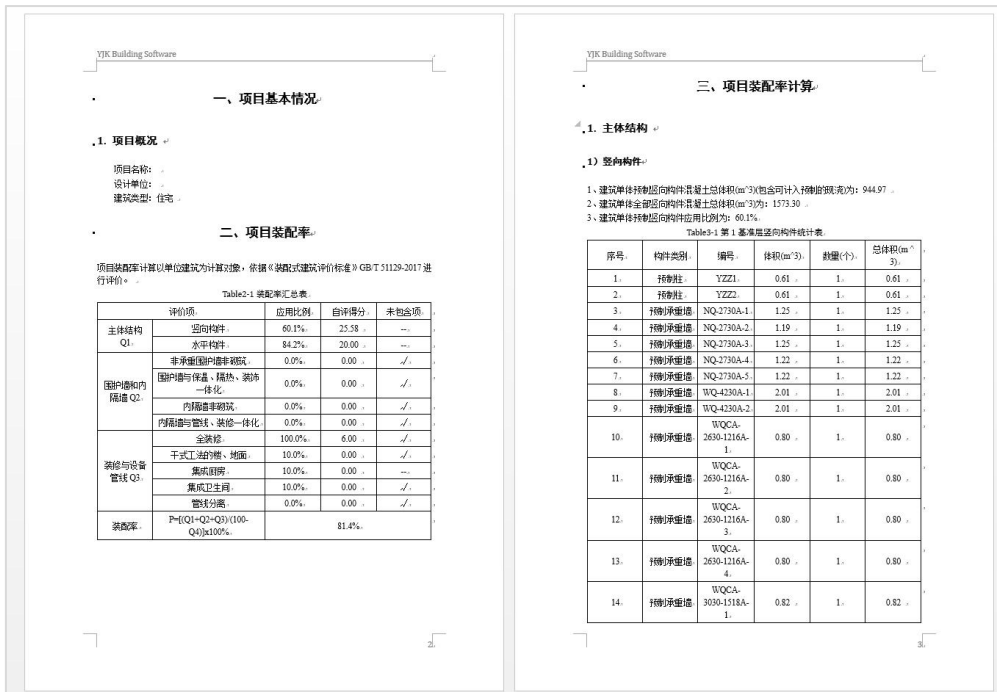 YJK Building Software
一、项目基本情况
1. 项目概况
项目名称：
设计单位：
建筑类型：住宅
二、项目装配率
项目装配率计算以单位建筑为计算对象，依据《装配式建筑评价标准》GB/T 51129-2017 进
行评价。
Table2-1 装配率汇总表
评价项 应用比例 自评得分 未包含项
主体结构 Q1 竖向构件 60.1% 25.58 --
水平构件 84.2% 20.00 --
围护墙和内隔墙 Q2 非承重围护墙非砌筑 0.0% 0.00 √
围护墙与保温、隔热、装饰一体化 0.0% 0.00 √
内隔墙非砌筑 0.0% 0.00 √
内隔墙与管线、装修一体化 0.0% 0.00 √
装修与设备管线 Q3 全装修 100.0% 6.00 √
干式工法的楼、地面 10.0% 0.00 √
集成厨房 10.0% 0.00 --
集成卫生间 10.0% 0.00 √
管线分离 0.0% 0.00 √
装配率 P=[(Q1+Q2+Q3)/(100-Q4)]x100% 81.4%
2
YJK Building Software
三、项目装配率计算
1. 主体结构
1）竖向构件
1、建筑单体预制竖向构件混凝土总体积(m^3)(包含可计入预制的现浇)为：944.97
2、建筑单体全部竖向构件混凝土总体积(m^3)为：1573.30
3、建筑单体预制竖向构件应用比例为：60.1%
Table3-1 第 1 基准层竖向构件统计表
序号 构件类别 编号 体积(m^3) 数量(个) 总体积(m^3)
1 预制柱 YZZ1 0.61 1 0.61
2 预制柱 YZZ2 0.61 1 0.61
3 预制承重墙 NQ-2730A-1 1.25 1 1.25
4 预制承重墙 NQ-2730A-2 1.19 1 1.19
5 预制承重墙 NQ-2730A-3 1.25 1 1.25
6 预制承重墙 NQ-2730A-4 1.22 1 1.22
7 预制承重墙 NQ-2730A-5 1.22 1 1.22
8 预制承重墙 WQ-4230A-1 2.01 1 2.01
9 预制承重墙 WQ-4230A-2 2.01 1 2.01
10 预制承重墙 WQCA-2630-1216A-1 0.80 1 0.80
11 预制承重墙 WQCA-2630-1216A-2 0.80 1 0.80
12 预制承重墙 WQCA-2630-1216A-3 0.80 1 0.80
13 预制承重墙 WQCA-2630-1216A-4 0.80 1 0.80
14 预制承重墙 WQCA-3030-1518A-1 0.82 1 0.82
3